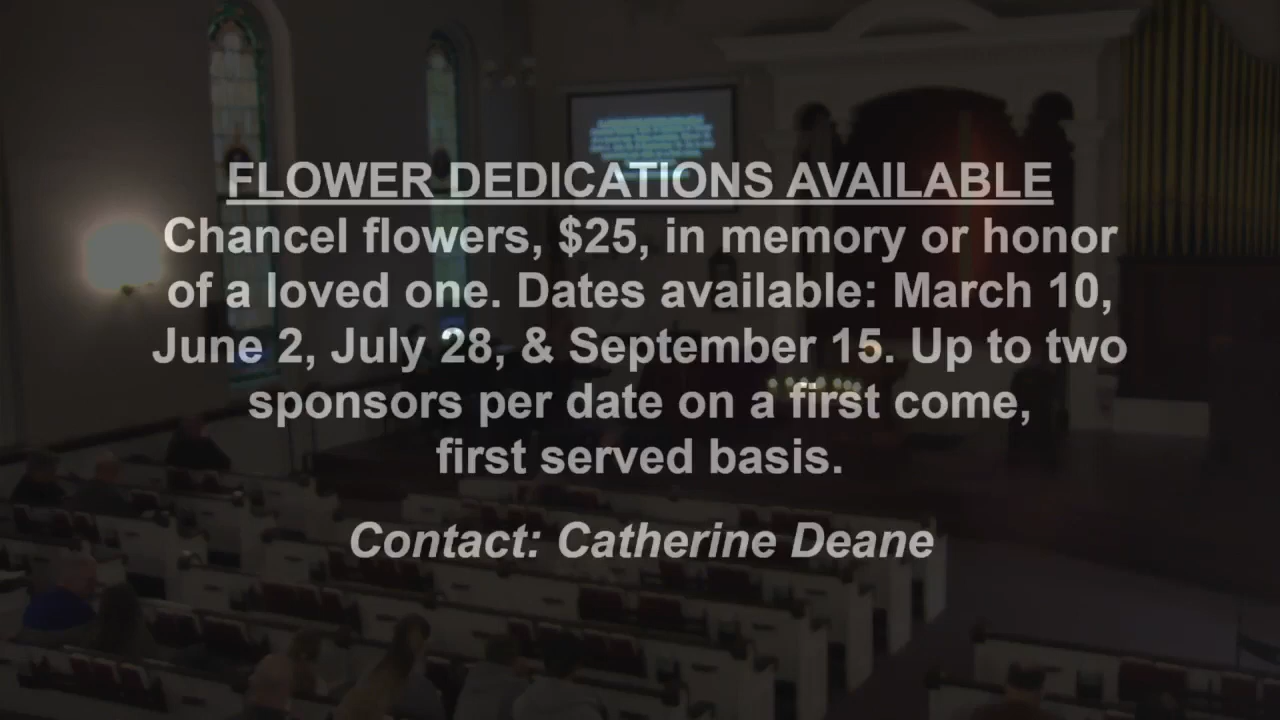 FLOWER DEDICATIONS AVAILABLE
Chancel flowers, $25, in memory or honor
of a loved one. Dates available: March 10,
June 2, July 28, & September 15. Up to two
sponsors per date on a first come,
first served basis.
Contact: Catherine Deane